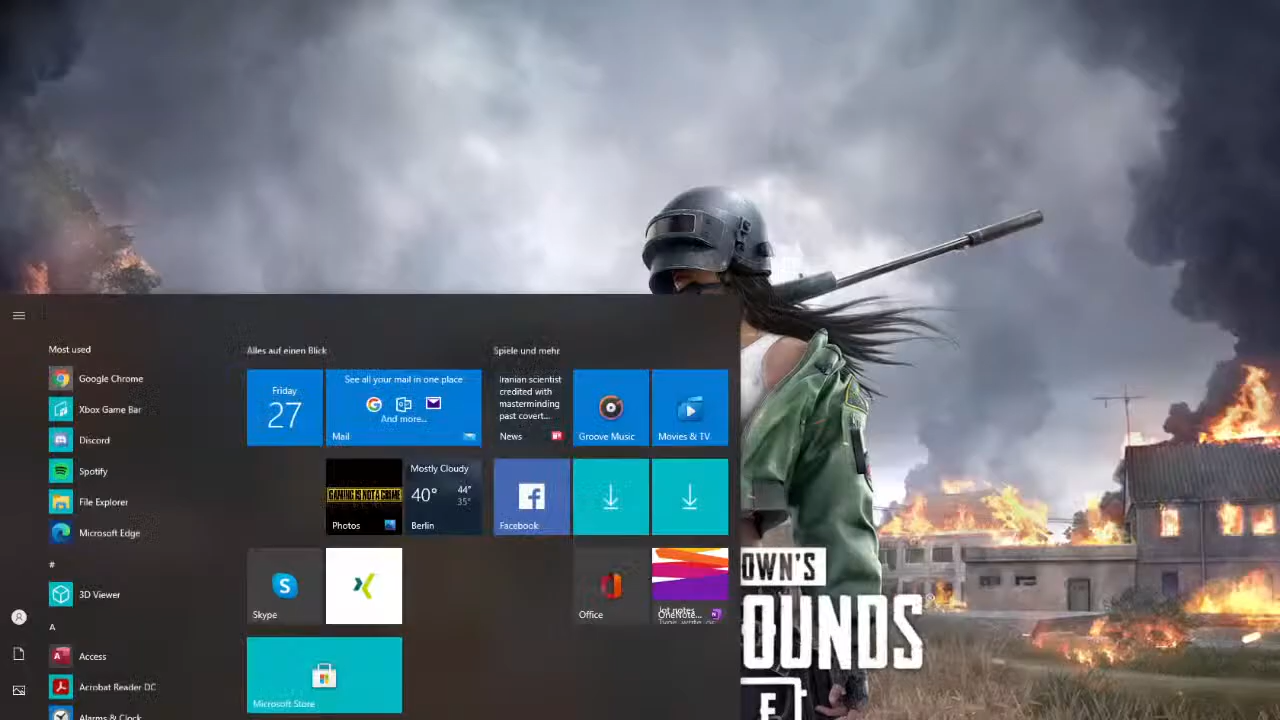 Most used
Google Chrome
Xbox Game Bar
Discord
Spotify
File Explorer
Microsoft Edge
#
3D Viewer
A
Access
Acrobat Reader DC
Alarms & Clock
Alles auf einen Blick
Friday
27
See all your mail in one place
And more...
Mail
GAMING IS NOT A CRIME
Photos
Mostly Cloudy
40°
44°
35°
Berlin
Skype
Microsoft Store
Spiele und mehr
Iranian scientist
credited with
masterminding
past covert...
News
Groove Music
Movies & TV
Facebook
Office
Jot notes
OneNote...
OWN'S
OUNDS
E